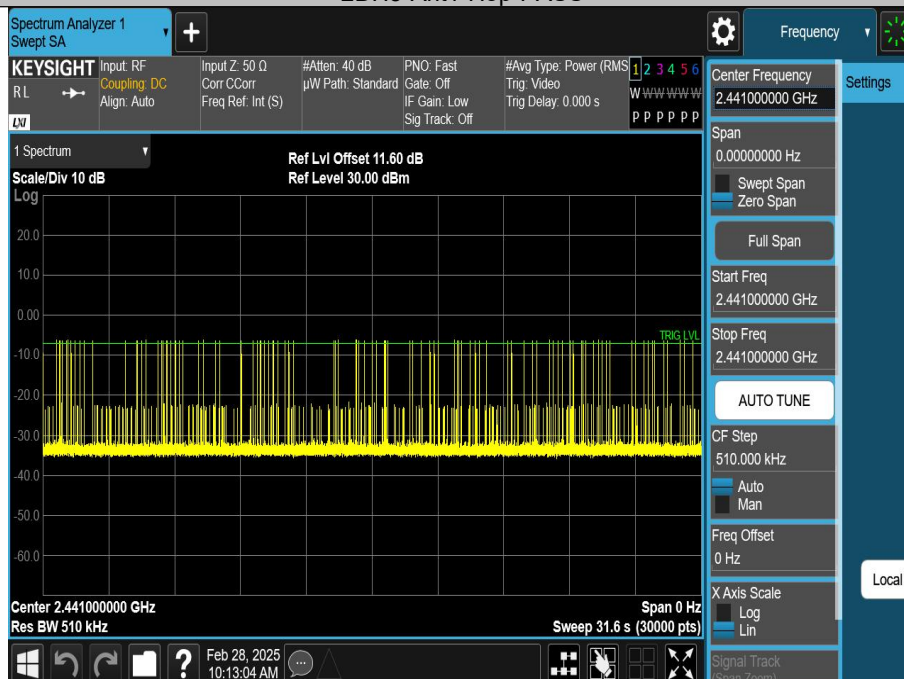 Spectrum Analyzer 1
Swept SA
Frequency
KEYSIGHT
R L
LXI
Input: RF
Coupling: DC
Align: Auto
Input Z: 50 Ω
Corr CCorr
Freq Ref: Int (S)
#Atten: 40 dB
µW Path: Standard
PNO: Fast
Gate: Off
IF Gain: Low
Sig Track: Off
#Avg Type: Power (RMS
Trig: Video
Trig Delay: 0.000 s
1 2 3 4 5 6
W W W W W W
P P P P P P
Center Frequency
2.441000000 GHz
Settings
Span
0.00000000 Hz
Swept Span
Zero Span
Full Span
Start Freq
2.441000000 GHz
Stop Freq
2.441000000 GHz
AUTO TUNE
CF Step
510.000 kHz
Auto
Man
Freq Offset
0 Hz
X Axis Scale
Log
Lin
Signal Track
(Span Zoom)
Local
1 Spectrum
Scale/Div 10 dB
Ref Lvl Offset 11.60 dB
Ref Level 30.00 dBm
Log
20.0
10.0
0.00
TRIG LVL
-10.0
-20.0
-30.0
-40.0
-50.0
-60.0
Center 2.441000000 GHz
Span 0 Hz
Res BW 510 kHz
Sweep 31.6 s (30000 pts)
Feb 28, 2025
10:13:04 AM